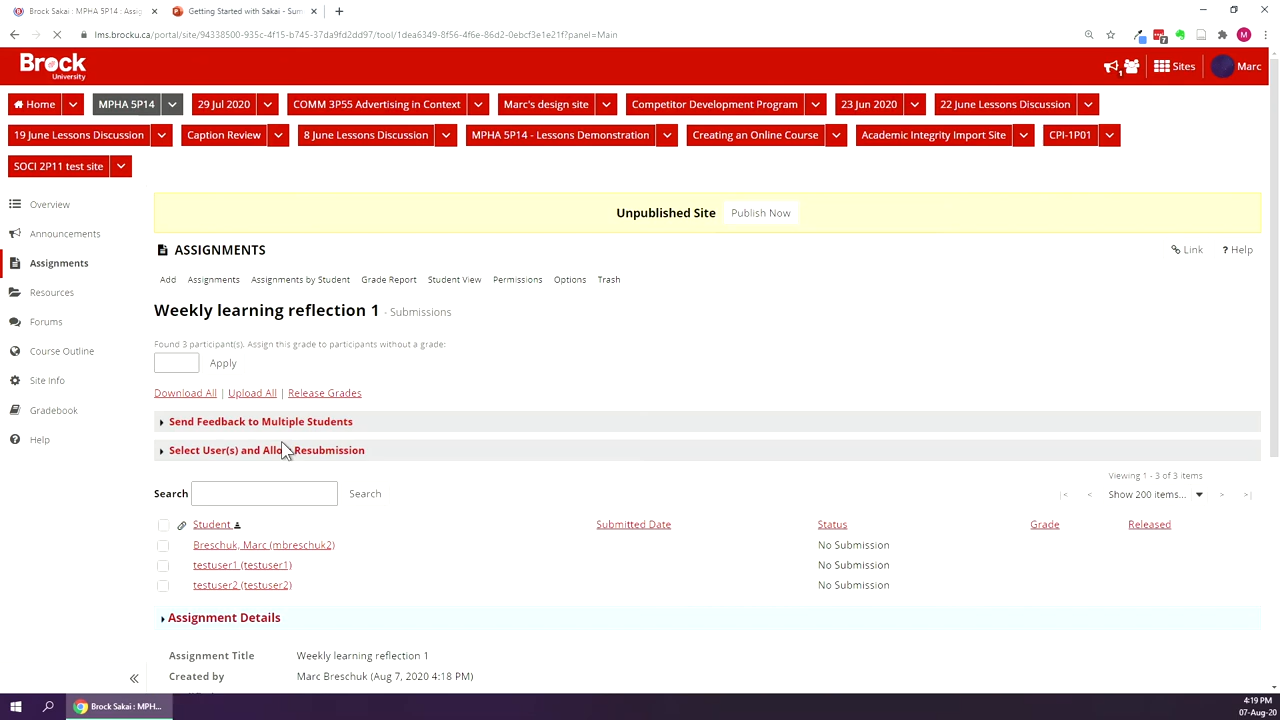 Brock Sakai : MPHA 5P14 : Assig
Getting Started with Sakai - Sum
lms.brocku.ca/portal/site/94338500-935c-4f15-b745-37da9fd2dd97/tool/1dea6349-8f56-4f6e-86d2-0ebcf3e1e21f?panel=Main
Brock
University
1
Sites
Marc
Home
MPHA 5P14
29 Jul 2020
COMM 3P55 Advertising in Context
Marc's design site
Competitor Development Program
23 Jun 2020
22 June Lessons Discussion
19 June Lessons Discussion
Caption Review
8 June Lessons Discussion
MPHA 5P14 - Lessons Demonstration
Creating an Online Course
Academic Integrity Import Site
CPI-1P01
SOCI 2P11 test site
Overview
Announcements
Assignments
Resources
Forums
Course Outline
Site Info
Gradebook
Help
Unpublished Site Publish Now
ASSIGNMENTS
Link ? Help
Add Assignments Assignments by Student Grade Report Student View Permissions Options Trash
Weekly learning reflection 1 - Submissions
Found 3 participant(s). Assign this grade to participants without a grade:
Apply
Download All | Upload All | Release Grades
Send Feedback to Multiple Students
Select User(s) and Allow Resubmission
Viewing 1 - 3 of 3 items
Search Search
|< < Show 200 items... > >|
Student Submitted Date Status Grade Released
Breschuk, Marc (mbreschuk2) No Submission
testuser1 (testuser1) No Submission
testuser2 (testuser2) No Submission
Assignment Details
Assignment Title Weekly learning reflection 1
Created by Marc Breschuk (Aug 7, 2020 4:18 PM)
Brock Sakai : MPH...
4:19 PM
07-Aug-20